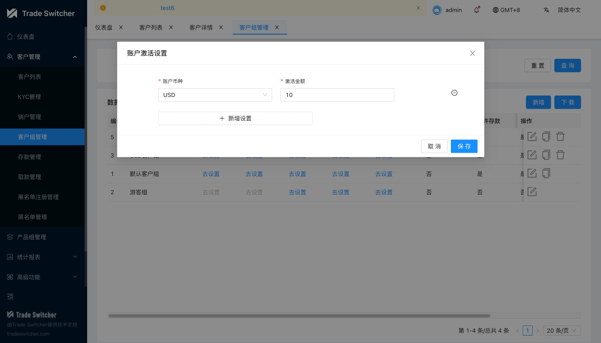 Trade Switcher
test6
admin
GMT+8
简体中文
仪表盘
客户列表
客户详情
客户组管理
仪表盘
客户管理
客户列表
KYC管理
销户管理
客户组管理
存款管理
取款管理
黑名单注册管理
黑名单管理
产品组管理
统计报表
高级功能
Trade Switcher
由Trade Switcher提供技术支持
tradeswitcher.com
账户激活设置
* 账户币种
* 激活金额
USD
10
新增设置
取 消
保 存
重 置
查 询
新增
下 载
操作
5
3
1 默认客户组 去设置 去设置 去设置 去设置 去设置 否 否
2 游客组 去设置 去设置 去设置 去设置 去设置 否 否
第 1-4 条/总共 4 条
1
20 条/页